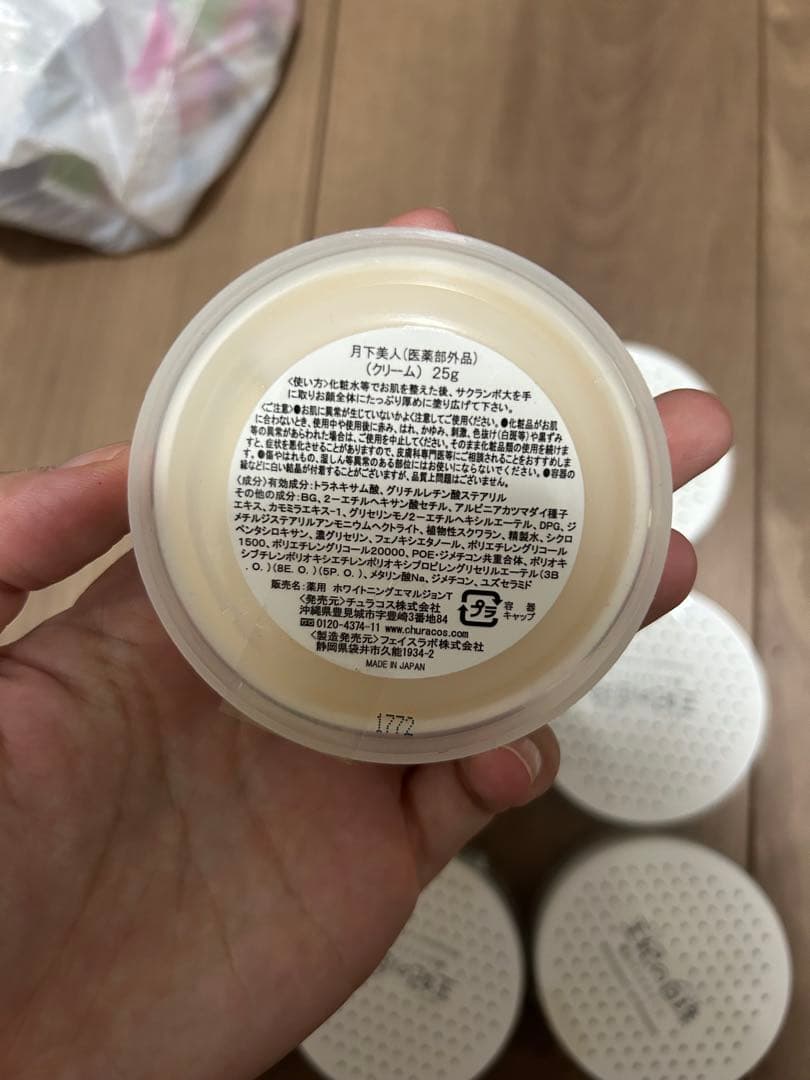 月下美人(医薬部外品)
(クリーム) 25g
<使い方>化粧水等でお肌を整えた後、サクランボ大を手
に取りお顔全体にたっぷり厚めに塗り広げて下さい。
<ご注意>●お肌に異常が生じていないかよく注意してご使用ください。●化粧品がお肌
に合わないとき、使用中や使用後に赤み、はれ、かゆみ、刺激、色抜け(白斑等)や黒ずみ
等の異常があらわれた場合は、ご使用を中止してください。そのまま化粧品類の使用を続けま
すと、症状を悪化させることがありますので、皮膚科専門医等にご相談されることをおすすめしま
す。●傷やはれもの、湿しん等異常のある部位にはお使いにならないでください。●容器の
縁などに白い結晶が付着することがございますが、品質上問題はございません。
<成分>有効成分:トラネキサム酸、グリチルレチン酸ステアリル
その他の成分:BG、2-エチルヘキサン酸セチル、アルピニアカツマダイ種子
エキス、カモミラエキス-1、グリセリンモノ2-エチルヘキシルエーテル、DPG、ジ
メチルジステアリルアンモニウムヘクトライト、植物性スクワラン、精製水、シクロ
ペンタシロキサン、濃グリセリン、フェノキシエタノール、ポリエチレングリコール
1500、ポリエチレングリコール20000、POE・ジメチコン共重合体、ポリオキ
シブチレンポリオキシエチレンポリオキシプロピレングリセリルエーテル(3B
.O.)(8E.O.)(5P.O.)、メタリン酸Na、ジメチコン、ユズセラミド
販売名:薬用 ホワイトニングエマルジョンT
<発売元>チュラコス株式会社
沖縄県豊見城市字豊崎3番地84
0120-4374-11 www.churacos.com
<製造発売元>フェイスラボ株式会社
静岡県袋井市久能1934-2
MADE IN JAPAN
プラ
容器
キャップ
1772